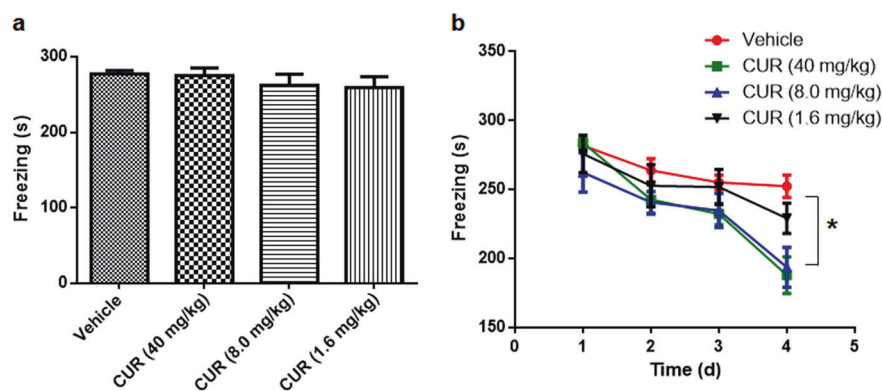 a
300
200
100
0
Freezing (s)
Vehicle
CUR (40 mg/kg)
CUR (8.0 mg/kg)
CUR (1.6 mg/kg)
b
Vehicle
CUR (40 mg/kg)
CUR (8.0 mg/kg)
CUR (1.6 mg/kg)
350
300
250
200
150
Freezing (s)
*
0 1 2 3 4 5
Time (d)